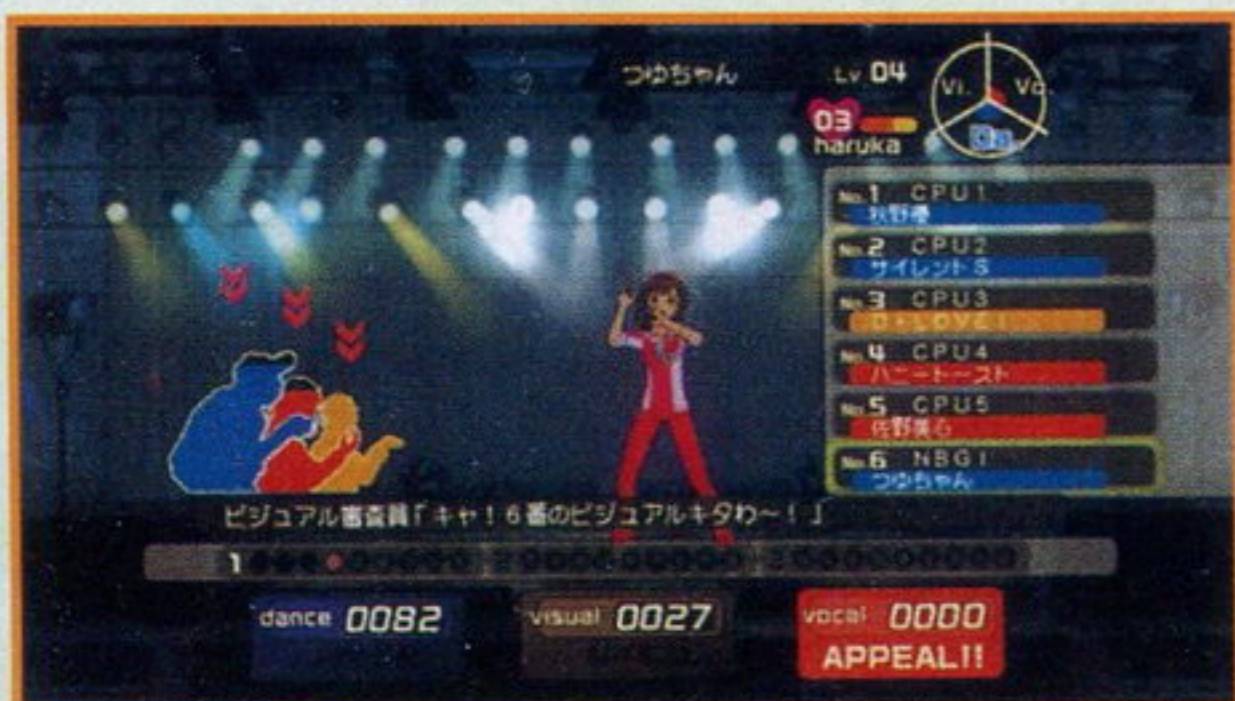 つゆちゃん
Lv 04
Vi. Vo.
Da.
03
haruka
No.1 CPU1
秋野優
No.2 CPU2
サイレントS
No.3 CPU3
D・LOVE!
No.4 CPU4
ハニートースト
No.5 CPU5
佐野美心
No.6 NBGI
つゆちゃん
ビジュアル審査員「キャ!6番のビジュアルキタわ〜!」
1
dance 0082
visual 0027
vocal 0000
APPEAL!!